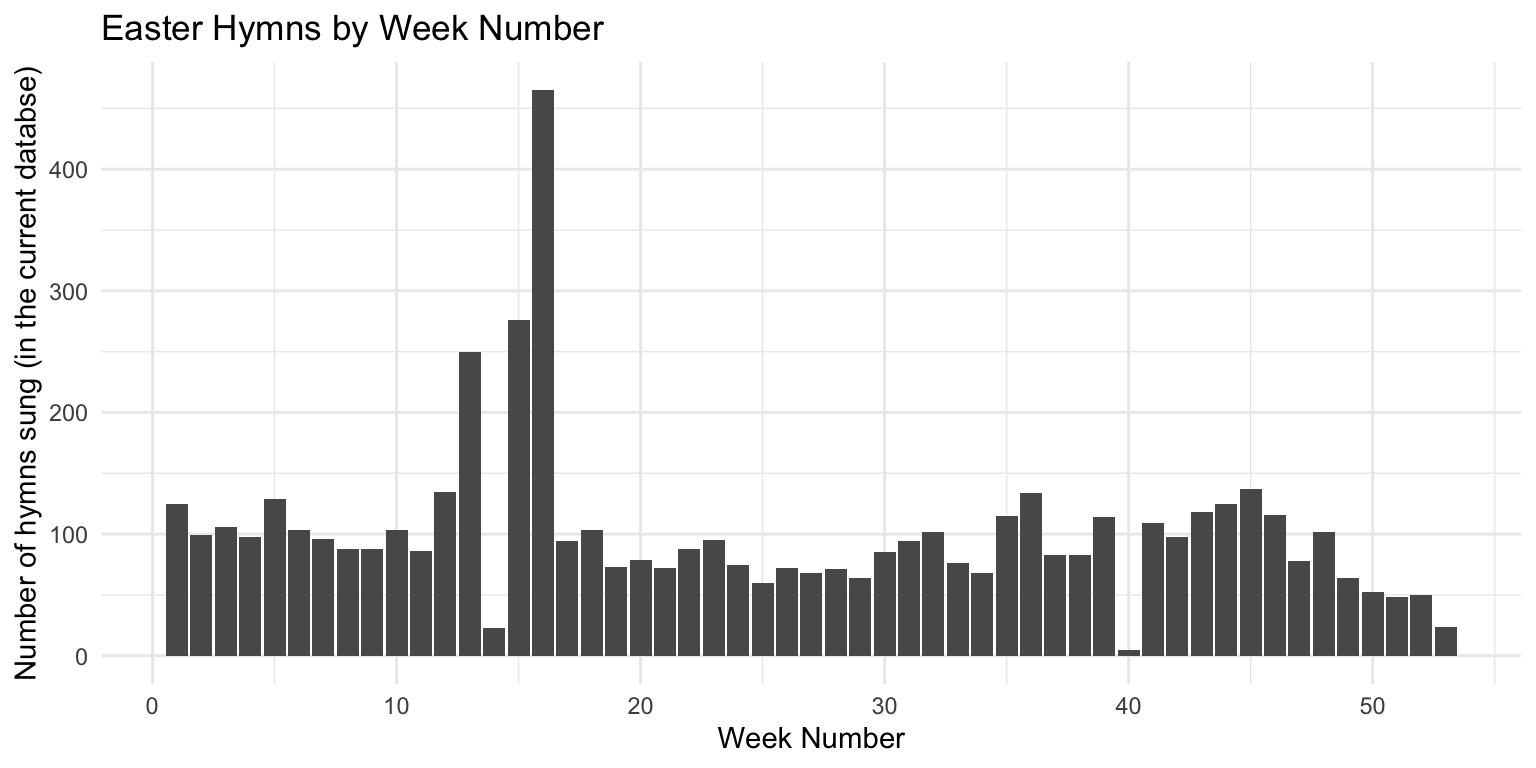 Easter Hymns by Week Number
Number of hymns sung (in the current databse)
400
300
200
100
0
0 10 20 30 40 50
Week Number